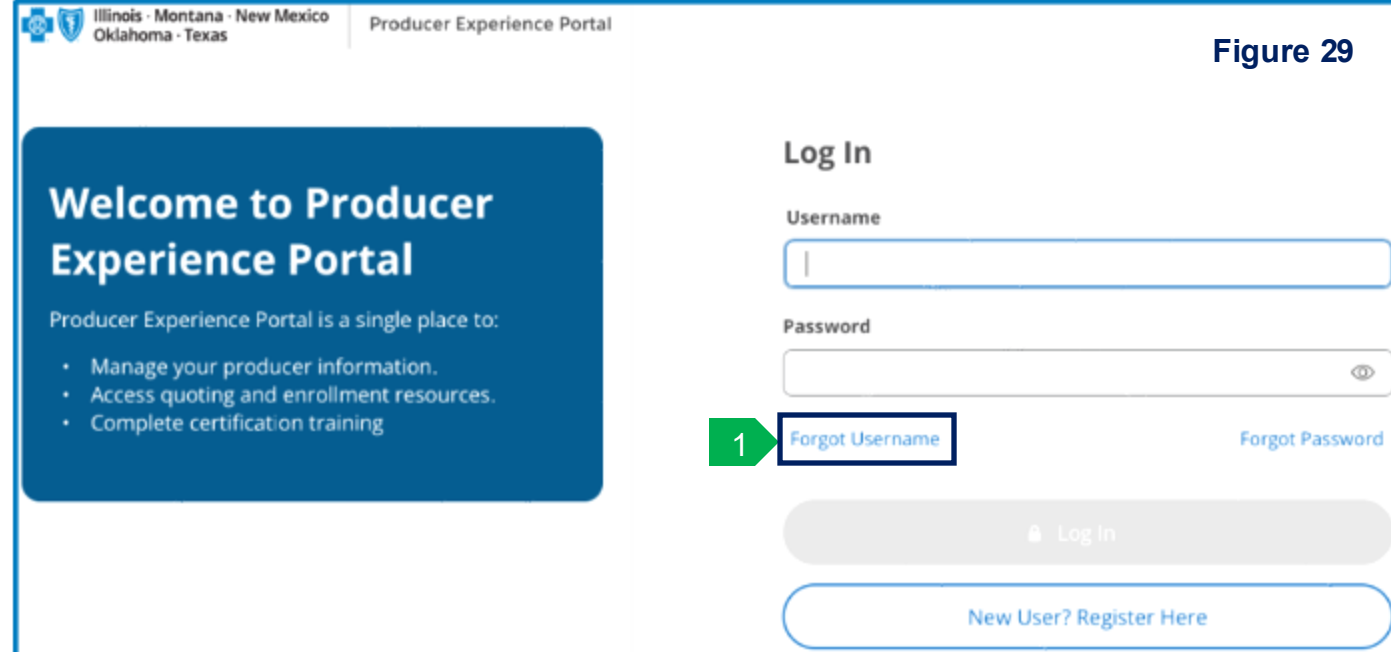 Illinois · Montana · New Mexico
Oklahoma · Texas
Producer Experience Portal
Figure 29
Welcome to Producer
Experience Portal
Producer Experience Portal is a single place to:
• Manage your producer information.
• Access quoting and enrollment resources.
• Complete certification training
Log In
Username
Password
1
Forgot Username
Forgot Password
Log In
New User? Register Here